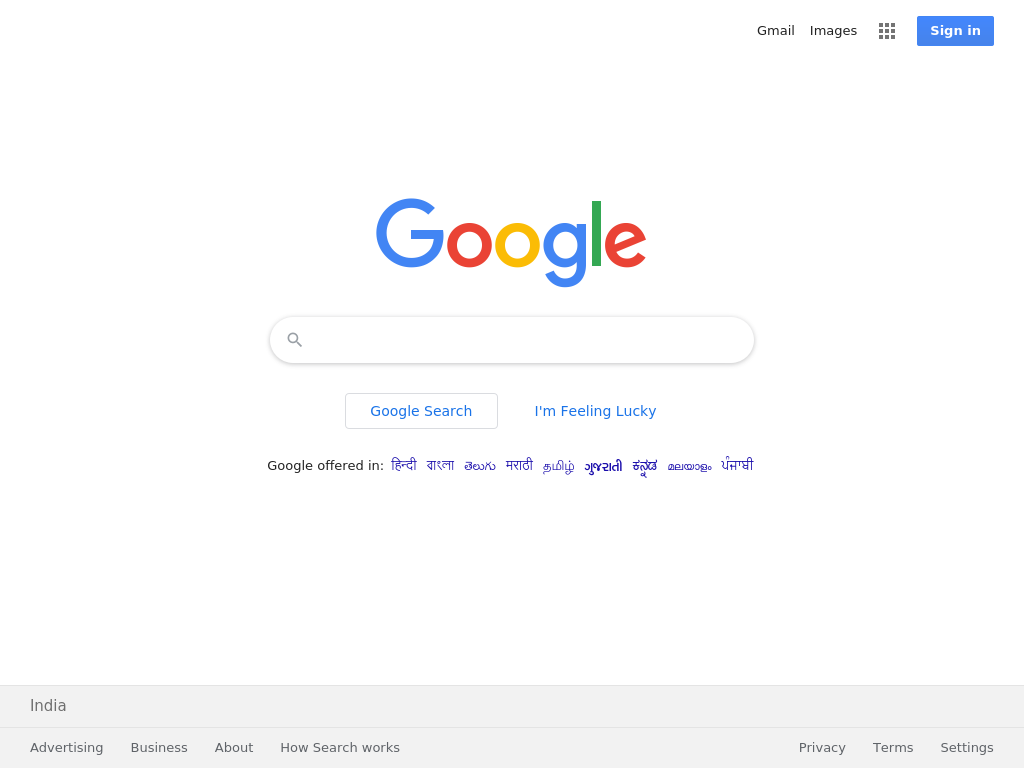 Gmail Images Sign in
Google
Google Search I'm Feeling Lucky
Google offered in: हिन्दी বাংলা తెలుగు मराठी தமிழ் ગુજરાતી ಕನ್ನಡ മലയാളം ਪੰਜਾਬੀ
India
Advertising Business About How Search works Privacy Terms Settings